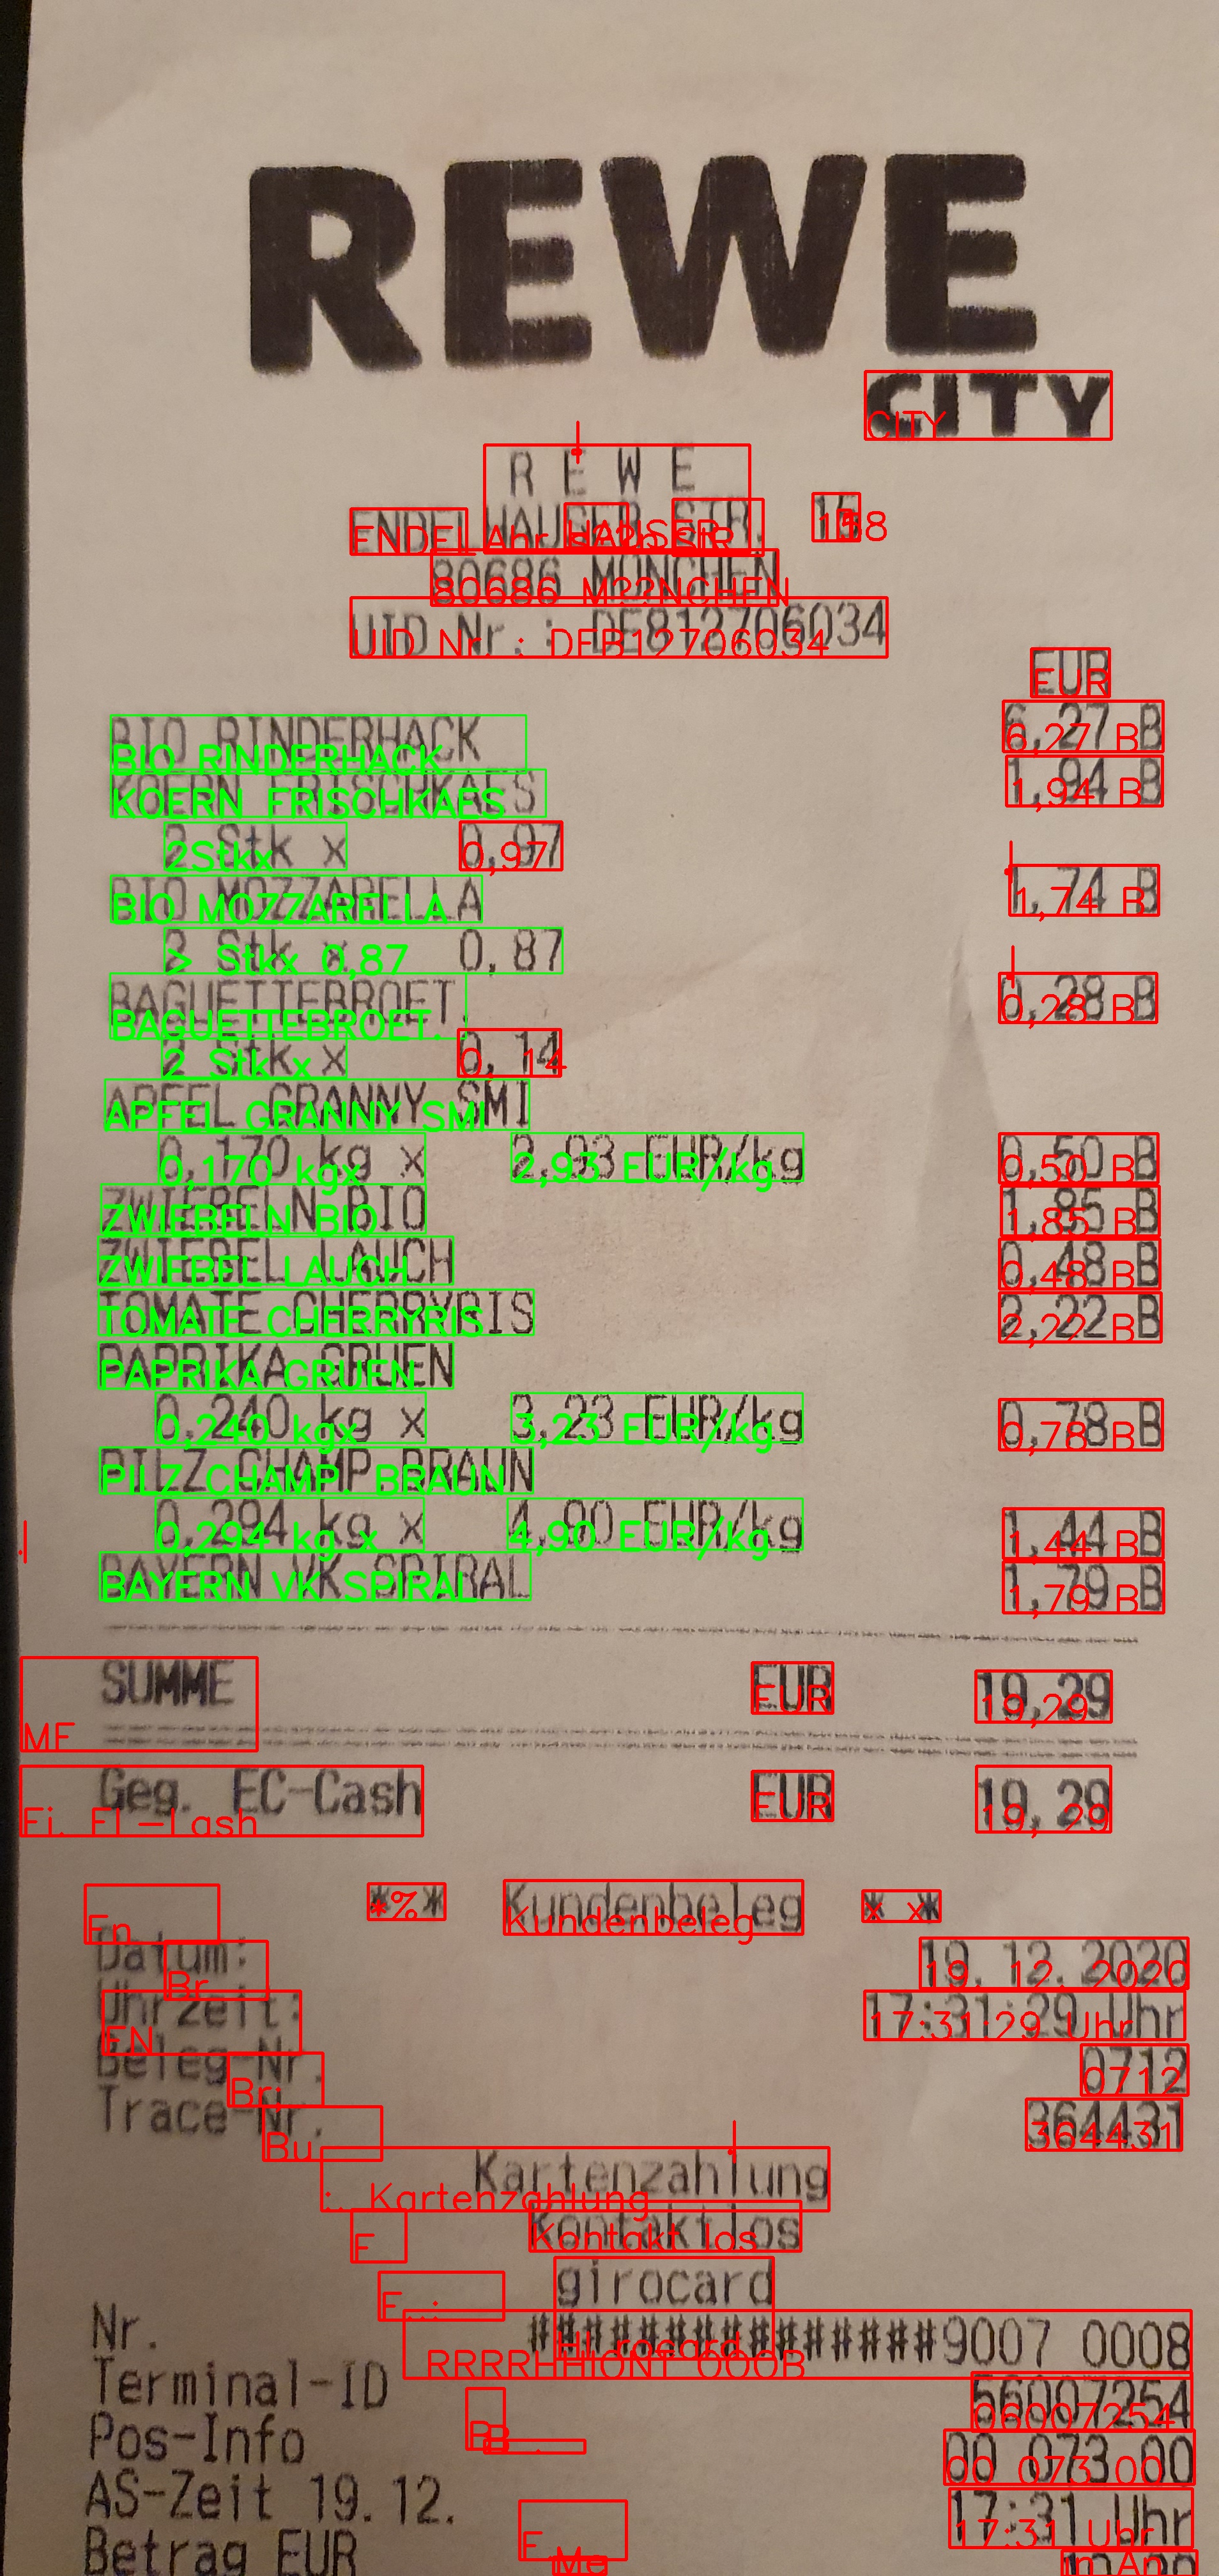 REWE
CITY
R E W E
80686 MÜNCHEN
UID Nr.: DE812706034
EUR
BIO RINDERHACK 6,27 B
KOERN FRISCHKAES 1,94 B
2 Stk x 0,97
BIO MOZZARELLA 1,74 B
2 Stk x 0,87
BAGUETTEBROET. 0,28 B
2 Stk x 0,14
APFEL GRANNY SMI
0,170 kg x 2,93 EUR/kg 0,50 B
ZWIEBELN BIO 1,85 B
ZWIEBEL LAUCH 0,48 B
TOMATE CHERRYRIS 2,22 B
PAPRIKA GRUEN
0,240 kg x 3,23 EUR/kg 0,78 B
PILZ CHAMP BRAUN
0,294 kg x 4,90 EUR/kg 1,44 B
BAYERN VK SPIRAL 1,79 B
SUMME EUR 19,29
Geg. EC-Cash EUR 19,29
Kundenbeleg
Datum: 19.12.2020
Uhrzeit: 17:31:29 Uhr
Beleg-Nr. 0712
Trace-Nr. 364431
Kartenzahlung
Kontaktlos
girocard
Nr. ###############9007 0008
Terminal-ID 56007254
Pos-Info 00 073 00
AS-Zeit 19.12. 17:31 Uhr
Betrag EUR